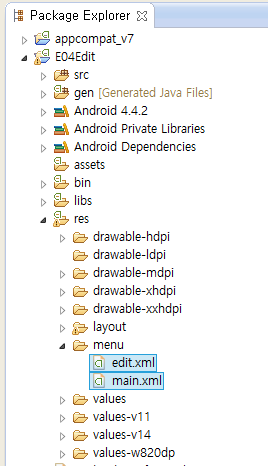 Package Explorer
appcompat_v7
E04Edit
src
gen [Generated Java Files]
Android 4.4.2
Android Private Libraries
Android Dependencies
assets
bin
libs
res
drawable-hdpi
drawable-ldpi
drawable-mdpi
drawable-xhdpi
drawable-xxhdpi
layout
menu
edit.xml
main.xml
values
values-v11
values-v14
values-w820dp